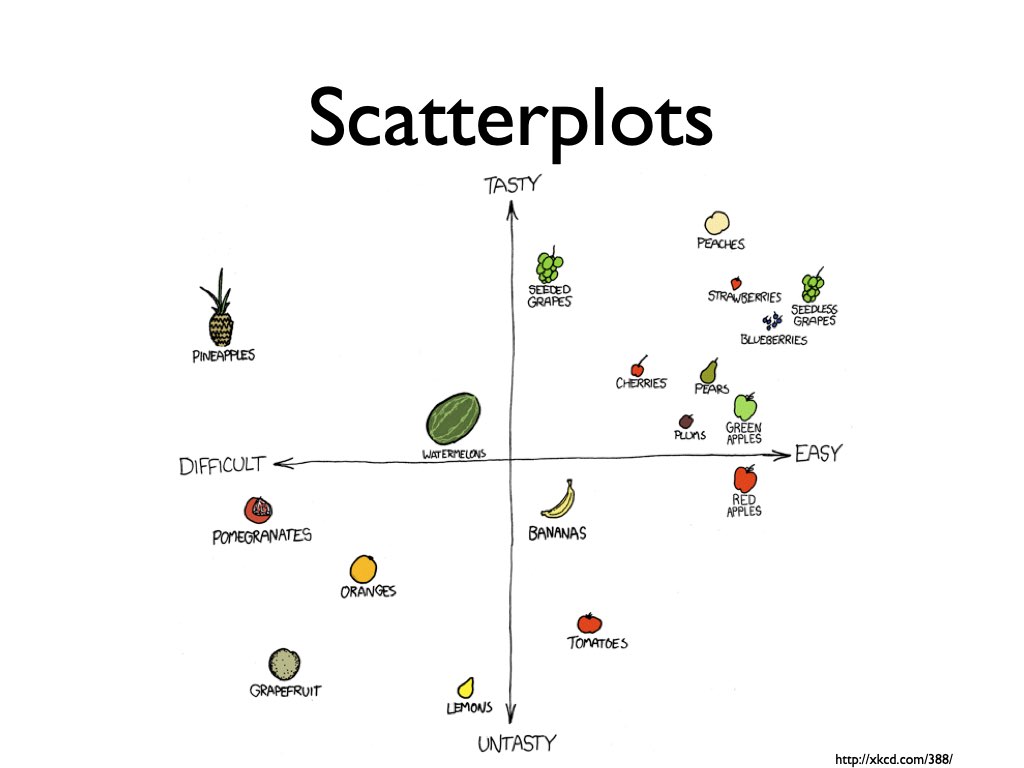 Scatterplots
TASTY
PEACHES
SEEDED
GRAPES
STRAWBERRIES
SEEDLESS
GRAPES
BLUEBERRIES
PINEAPPLES
CHERRIES
PEARS
GREEN
APPLES
PLUMS
WATERMELONS
DIFFICULT
EASY
RED
APPLES
POMEGRANATES
BANANAS
ORANGES
TOMATOES
GRAPEFRUIT
LEMONS
UNTASTY
http://xkcd.com/388/